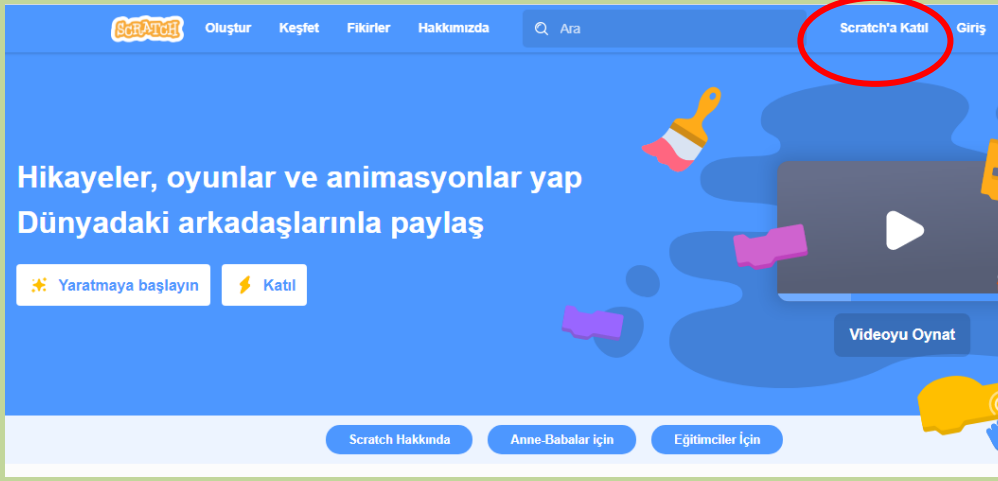 SCRATCH Oluştur Keşfet Fikirler Hakkımızda Ara Scratch'a Katıl Giriş
Hikayeler, oyunlar ve animasyonlar yap
Dünyadaki arkadaşlarınla paylaş
Yaratmaya başlayın Katıl
Videoyu Oynat
Scratch Hakkında Anne-Babalar için Eğitimciler İçin